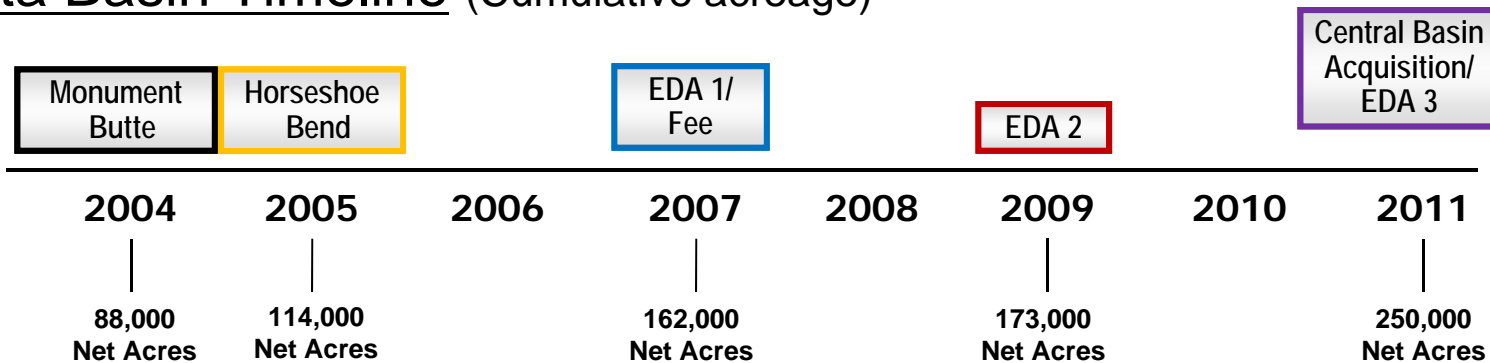 Basin Timeline (Cumulative acreage)
Central Basin
Acquisition/
EDA 3
Monument
Butte
Horseshoe
Bend
EDA 1/
Fee
EDA 2
2004 2005 2006 2007 2008 2009 2010 2011
88,000
Net Acres
114,000
Net Acres
162,000
Net Acres
173,000
Net Acres
250,000
Net Acres